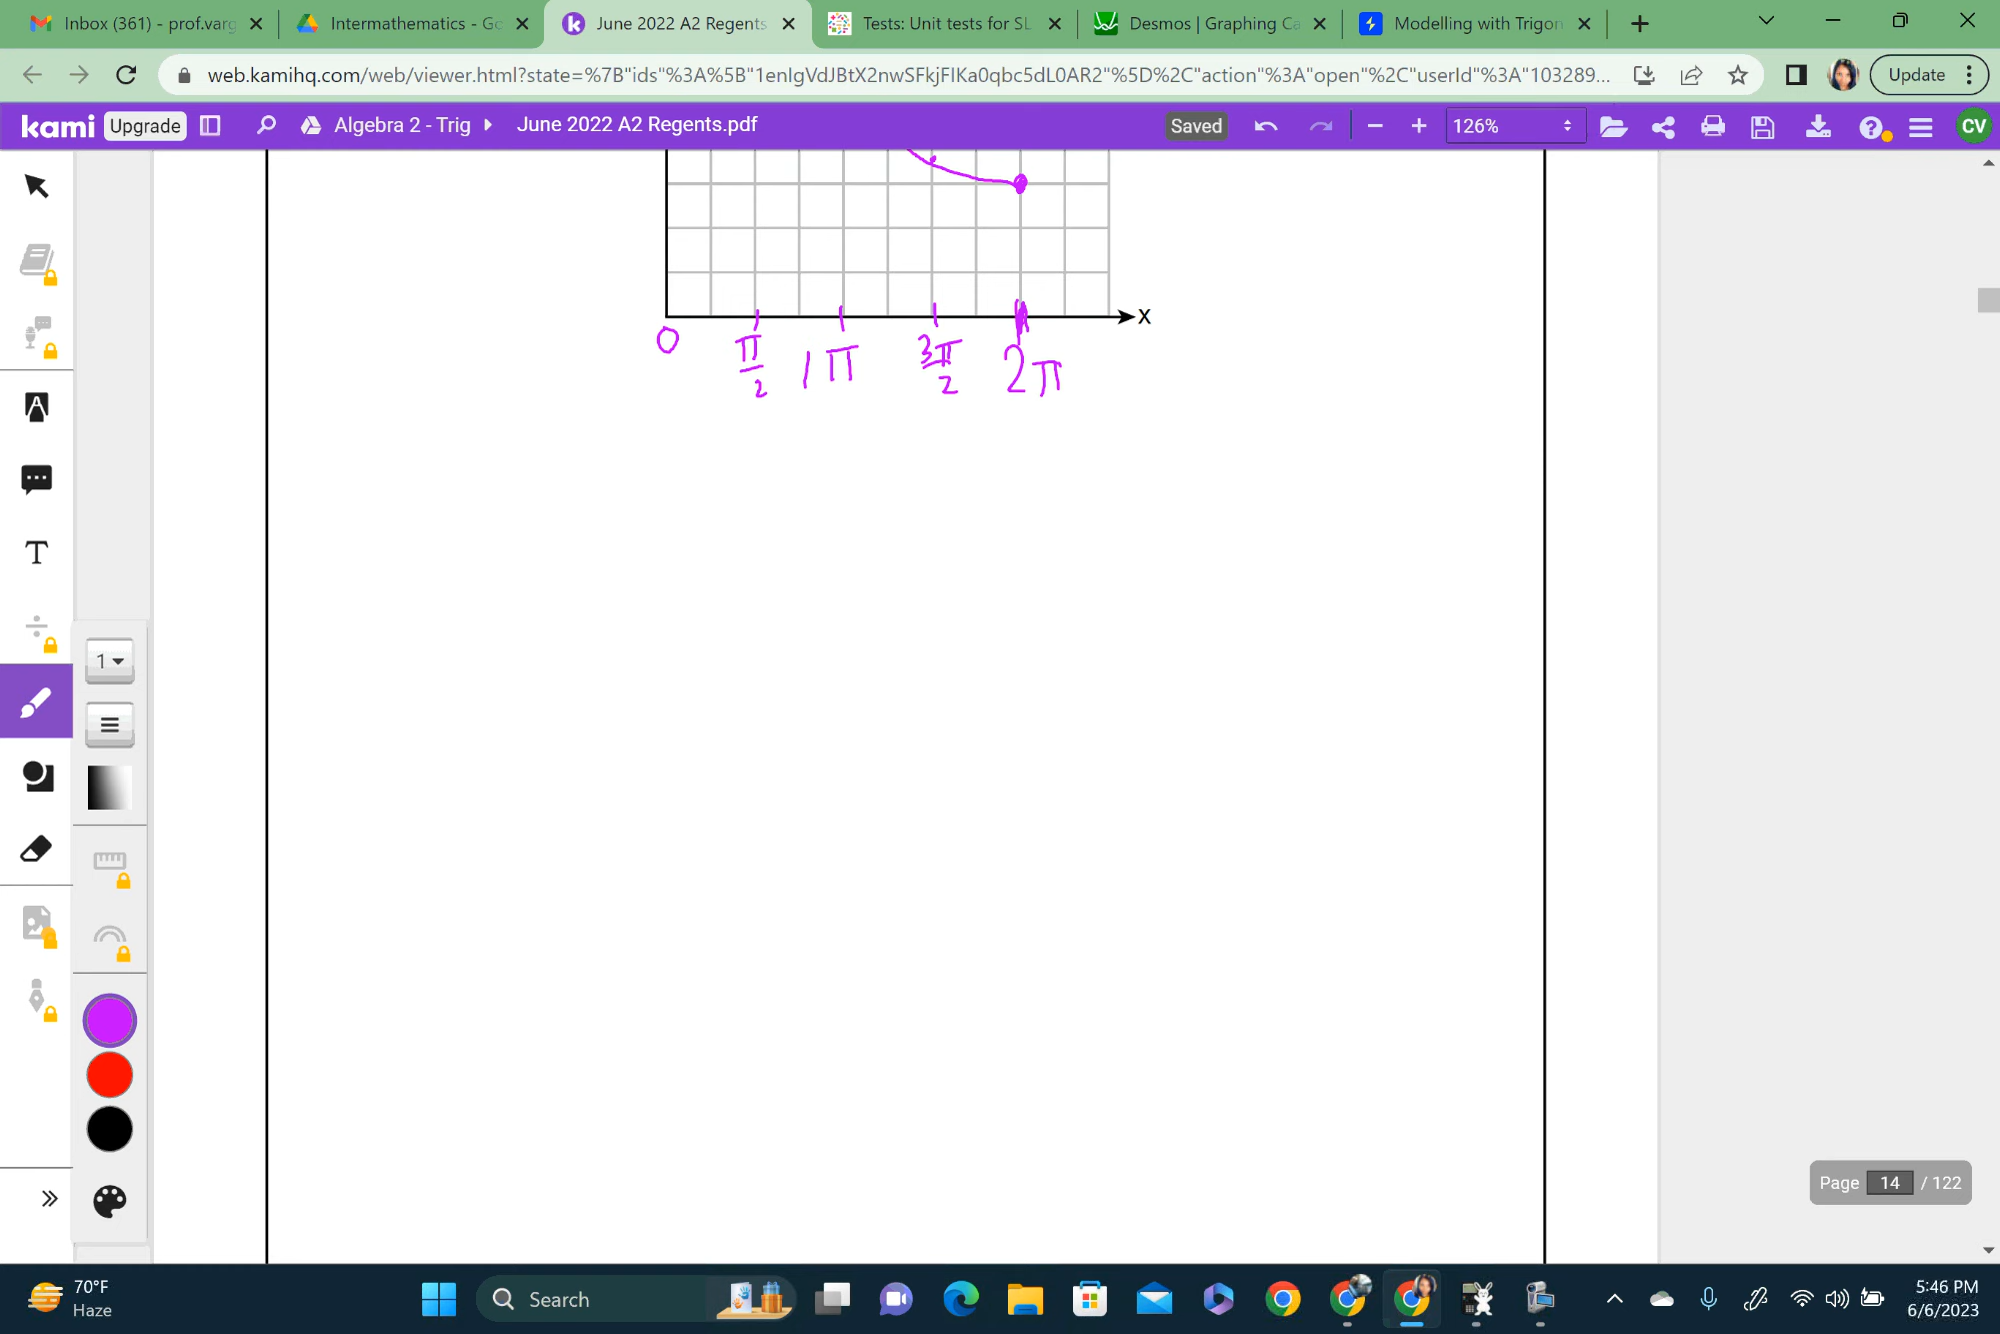 Inbox (361) - prof.varg
Intermathematics - Go
June 2022 A2 Regents
Tests: Unit tests for SL
Desmos | Graphing Ca
Modelling with Trigon
web.kamihq.com/web/viewer.html?state=%7B"ids"%3A%5B"1enlgVdJBtX2nwSFkjFIKa0qbc5dL0AR2"%5D%2C"action"%3A"open"%2C"userId"%3A"103289...
Update
kami Upgrade Algebra 2 - Trig June 2022 A2 Regents.pdf Saved 126% CV
X
0 π/2 1π 3π/2 2π
T
1
Page 14 / 122
70°F
Haze
Search
5:46 PM
6/6/2023